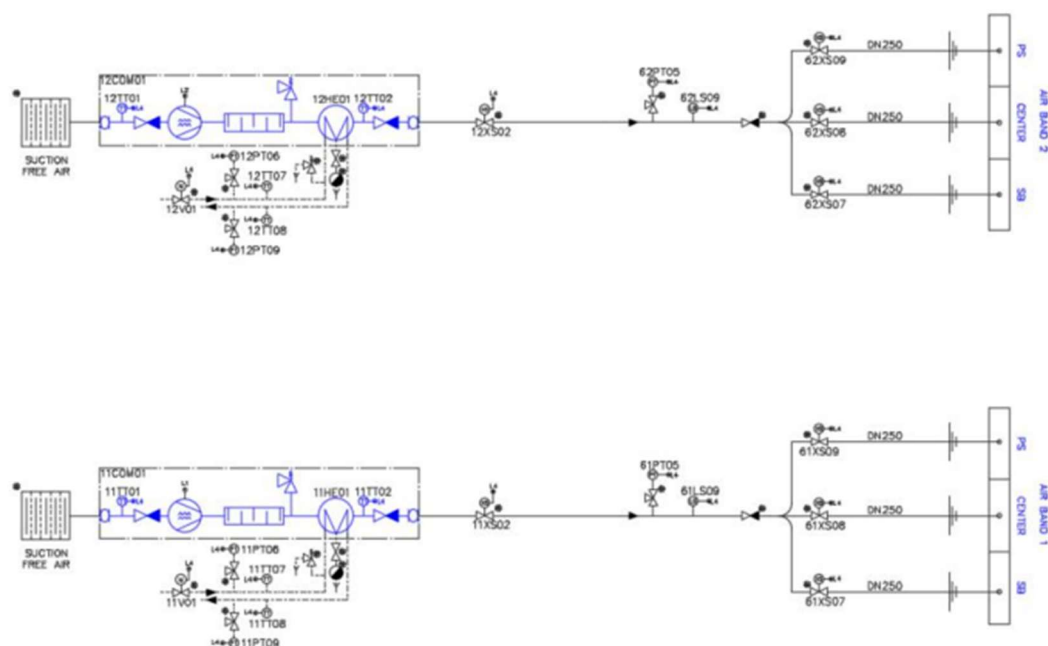 62XS09
DN250
PS
12COM01
62PT05
12TT01
12HE01
12TT02
62LS09
AIR BAND 2
CENTER
DN250
12XS02
62XS08
SUCTION
FREE AIR
12PT06
12TT07
DN250
SB
12V01
62XS07
12TT08
12PT09
61XS09
DN250
PS
11COM01
61PT05
11TT01
11HE01
11TT02
61LS09
AIR BAND 1
CENTER
DN250
11XS02
61XS08
SUCTION
FREE AIR
11PT06
11TT07
DN250
SB
11V01
61XS07
11TT08
11PT09